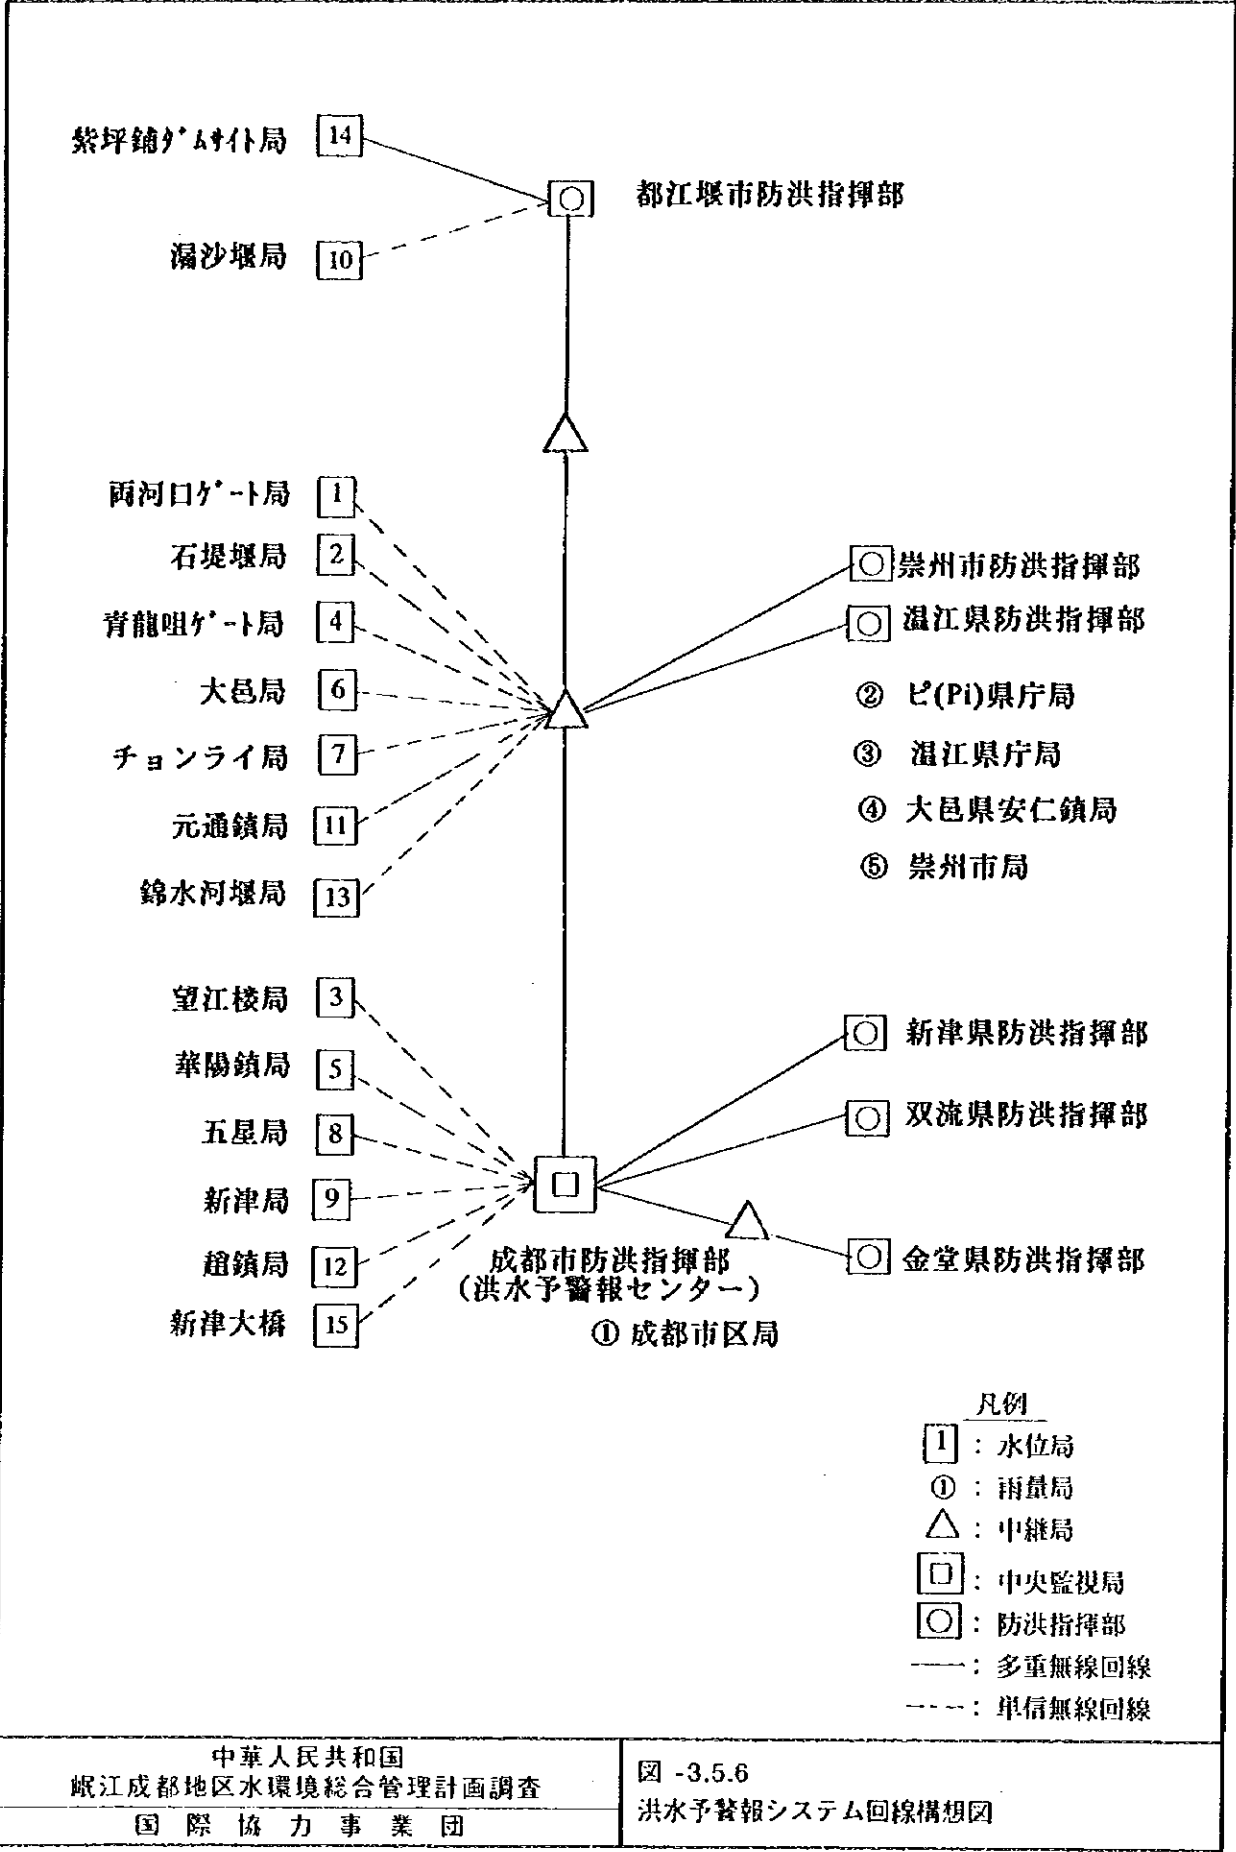 紫坪鋪ダムサイト局 14
都江堰市防洪指揮部
漏沙堰局 10
両河口ゲート局 1
石堤堰局 2
崇州市防洪指揮部
青龍咀ゲート局 4
温江県防洪指揮部
大邑局 6
② ピ(Pi)県庁局
チョンライ局 7
③ 温江県庁局
元通鎮局 11
④ 大邑県安仁鎮局
錦水河堰局 13
⑤ 崇州市局
望江楼局 3
新津県防洪指揮部
華陽鎮局 5
双流県防洪指揮部
五星局 8
新津局 9
趙鎮局 12
成都市防洪指揮部
金堂県防洪指揮部
(洪水予警報センター)
新津大橋 15
① 成都市区局
凡例
1 : 水位局
① : 雨量局
△ : 中継局
: 中央監視局
: 防洪指揮部
——: 多重無線回線
----: 単信無線回線
中華人民共和国
岷江成都地区水環境総合管理計画調査
国際協力事業団
図 -3.5.6
洪水予警報システム回線構想図